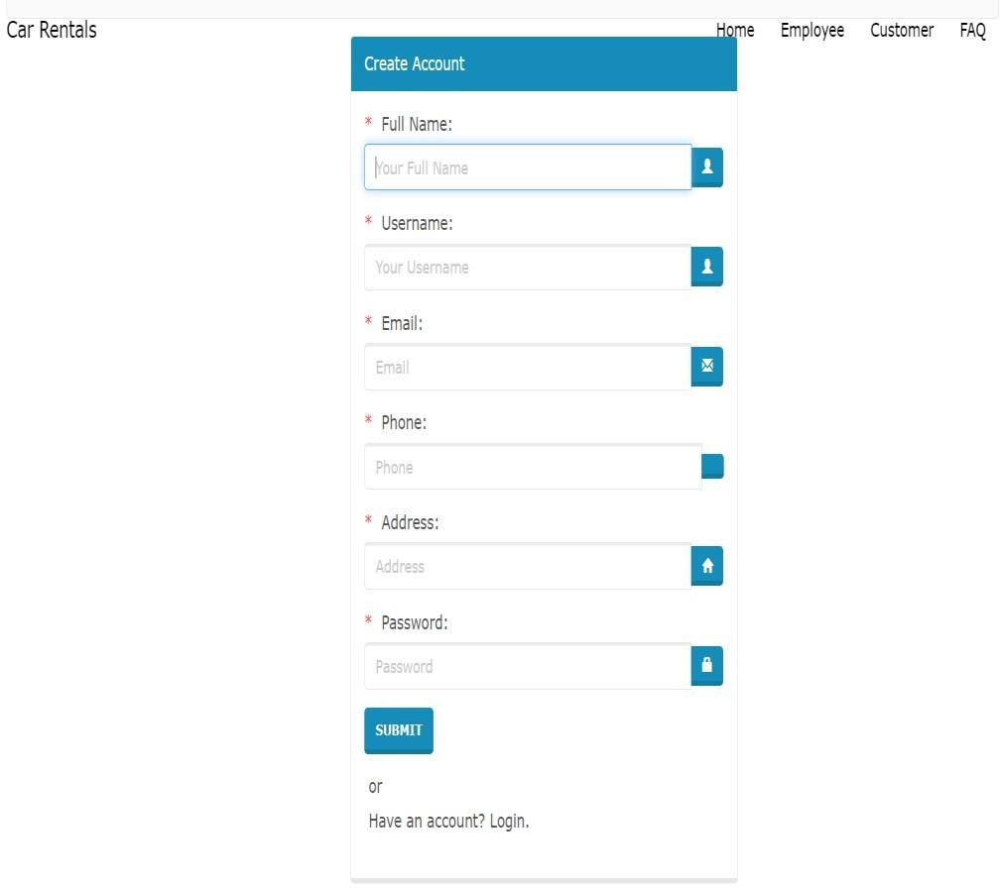 Car Rentals
Home Employee Customer FAQ
Create Account
* Full Name:
Your Full Name
* Username:
Your Username
* Email:
Email
* Phone:
Phone
* Address:
Address
* Password:
Password
SUBMIT
or
Have an account? Login.